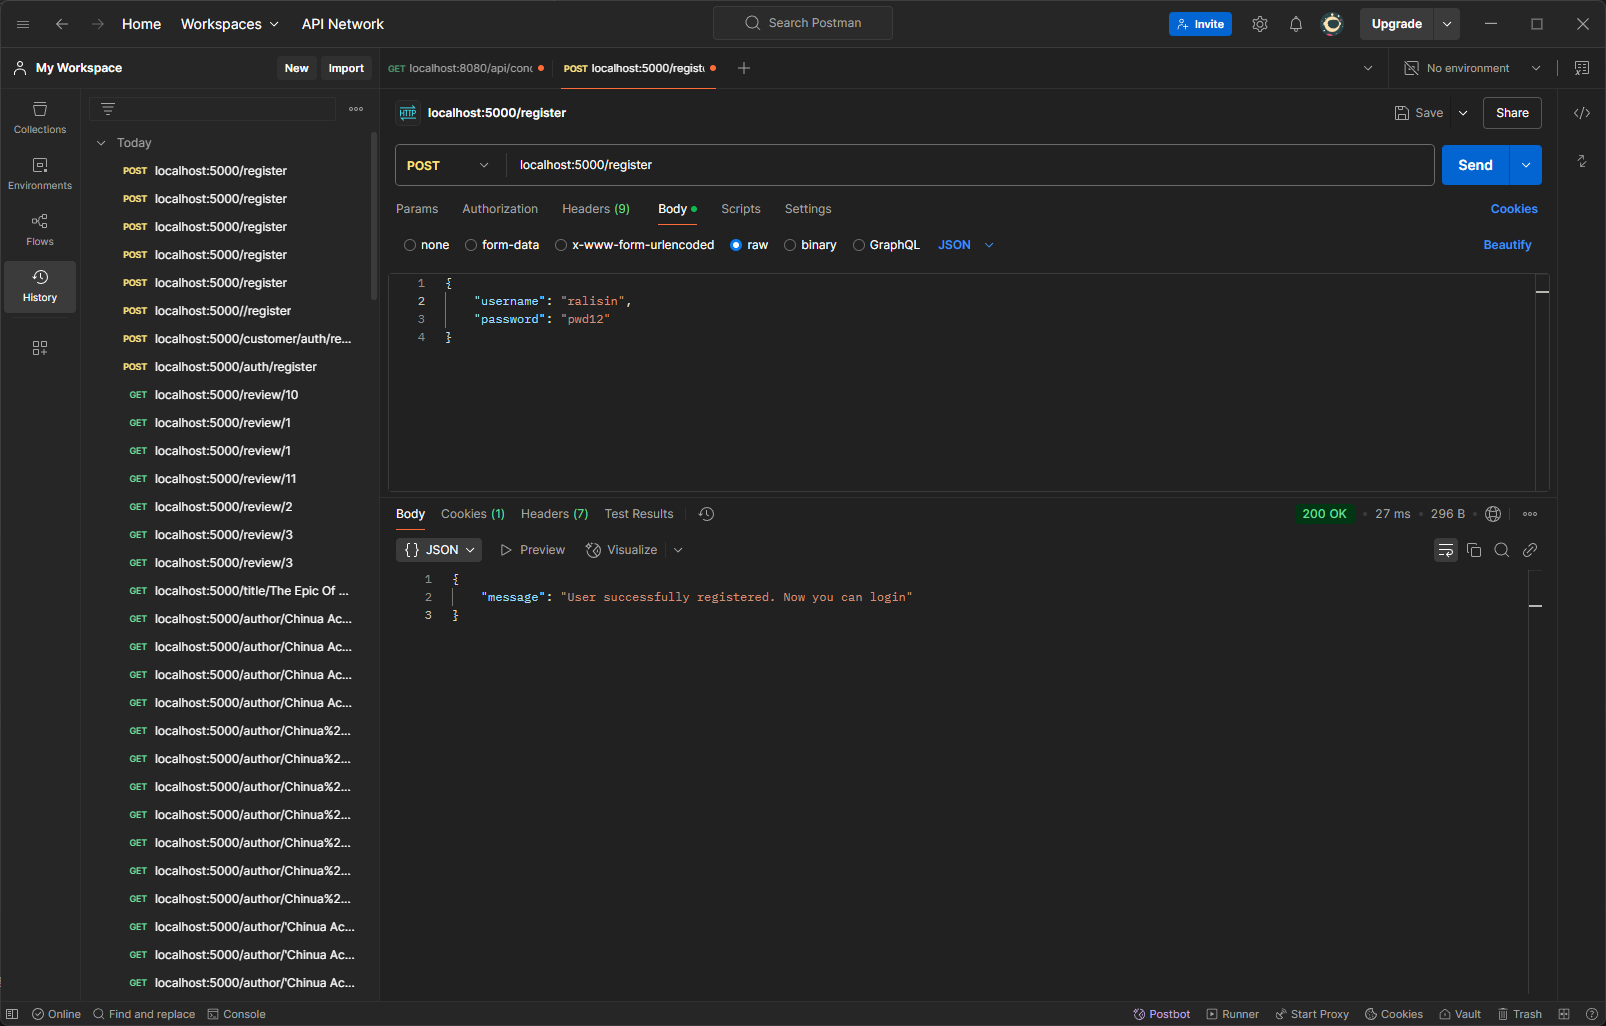 Home Workspaces API Network Search Postman Invite Upgrade
My Workspace New Import GET localhost:8080/api/conc POST localhost:5000/regist No environment
Collections
Environments
Flows
History
Today
POST localhost:5000/register
POST localhost:5000/register
POST localhost:5000/register
POST localhost:5000/register
POST localhost:5000/register
POST localhost:5000//register
POST localhost:5000/customer/auth/re...
POST localhost:5000/auth/register
GET localhost:5000/review/10
GET localhost:5000/review/1
GET localhost:5000/review/1
GET localhost:5000/review/11
GET localhost:5000/review/2
GET localhost:5000/review/3
GET localhost:5000/review/3
GET localhost:5000/title/The Epic Of ...
GET localhost:5000/author/Chinua Ac...
GET localhost:5000/author/Chinua Ac...
GET localhost:5000/author/Chinua Ac...
GET localhost:5000/author/Chinua Ac...
GET localhost:5000/author/Chinua%2...
GET localhost:5000/author/Chinua%2...
GET localhost:5000/author/Chinua%2...
GET localhost:5000/author/Chinua%2...
GET localhost:5000/author/Chinua%2...
GET localhost:5000/author/Chinua%2...
GET localhost:5000/author/Chinua%2...
GET localhost:5000/author/'Chinua Ac...
GET localhost:5000/author/'Chinua Ac...
GET localhost:5000/author/'Chinua Ac...
HTTP localhost:5000/register Save Share
POST localhost:5000/register Send
Params Authorization Headers (9) Body Scripts Settings Cookies
none form-data x-www-form-urlencoded raw binary GraphQL JSON Beautify
1 {
2 "username": "ralisin",
3 "password": "pwd12"
4 }
Body Cookies (1) Headers (7) Test Results 200 OK 27 ms 296 B
{} JSON Preview Visualize
1 {
2 "message": "User successfully registered. Now you can login"
3 }
Online Find and replace Console Postbot Runner Start Proxy Cookies Vault Trash